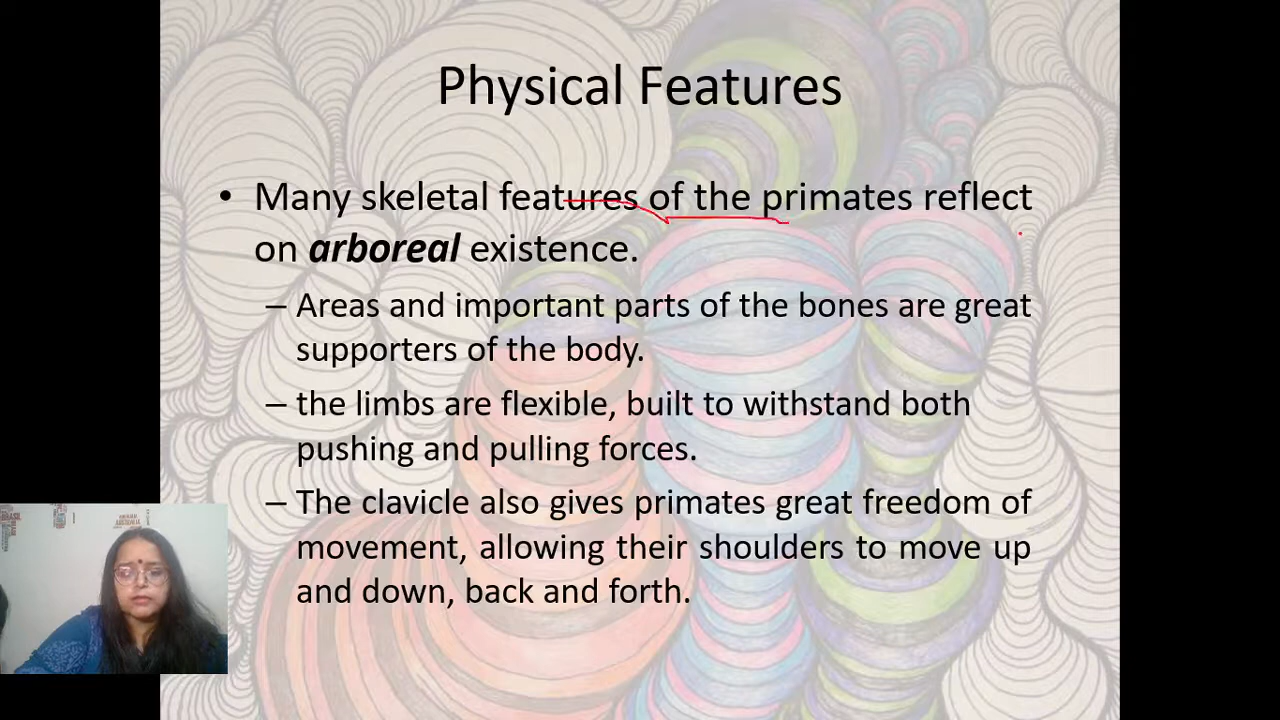 Physical Features
• Many skeletal features of the primates reflect
on arboreal existence.
– Areas and important parts of the bones are great
supporters of the body.
– the limbs are flexible, built to withstand both
pushing and pulling forces.
– The clavicle also gives primates great freedom of
movement, allowing their shoulders to move up
and down, back and forth.